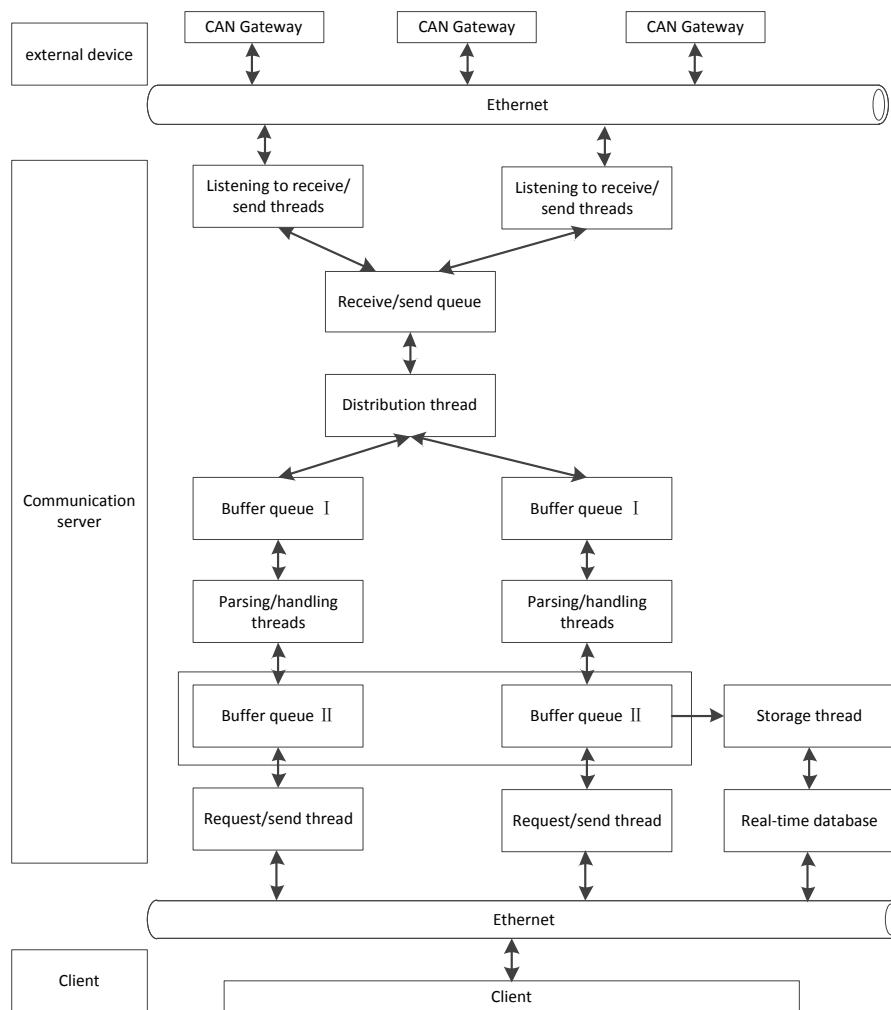 CAN Gateway
CAN Gateway
CAN Gateway
external device
Ethernet
Listening to receive/
send threads
Listening to receive/
send threads
Receive/send queue
Distribution thread
Communication
server
Buffer queue Ⅰ
Buffer queue Ⅰ
Parsing/handling
threads
Parsing/handling
threads
Buffer queue Ⅱ
Buffer queue Ⅱ
Storage thread
Request/send thread
Request/send thread
Real-time database
Ethernet
Client
Client